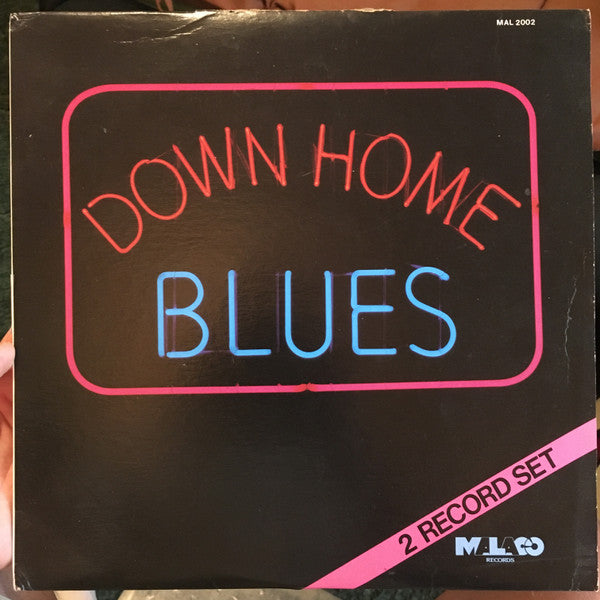 MAL 2002
DOWN HOME
BLUES
2 RECORD SET
MALACO
RECORDS